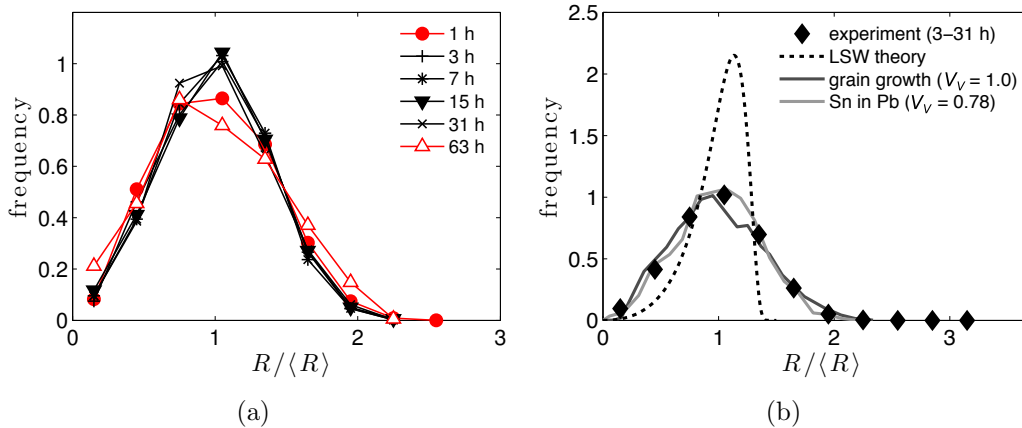 1 h
3 h
7 h
15 h
31 h
63 h
1
0.8
0.6
0.4
0.2
0
0
1
2
3
frequency
R/⟨R⟩
(a)
experiment (3–31 h)
LSW theory
grain growth (V_V = 1.0)
Sn in Pb (V_V = 0.78)
2.5
2
1.5
1
0.5
0
0
1
2
3
frequency
R/⟨R⟩
(b)